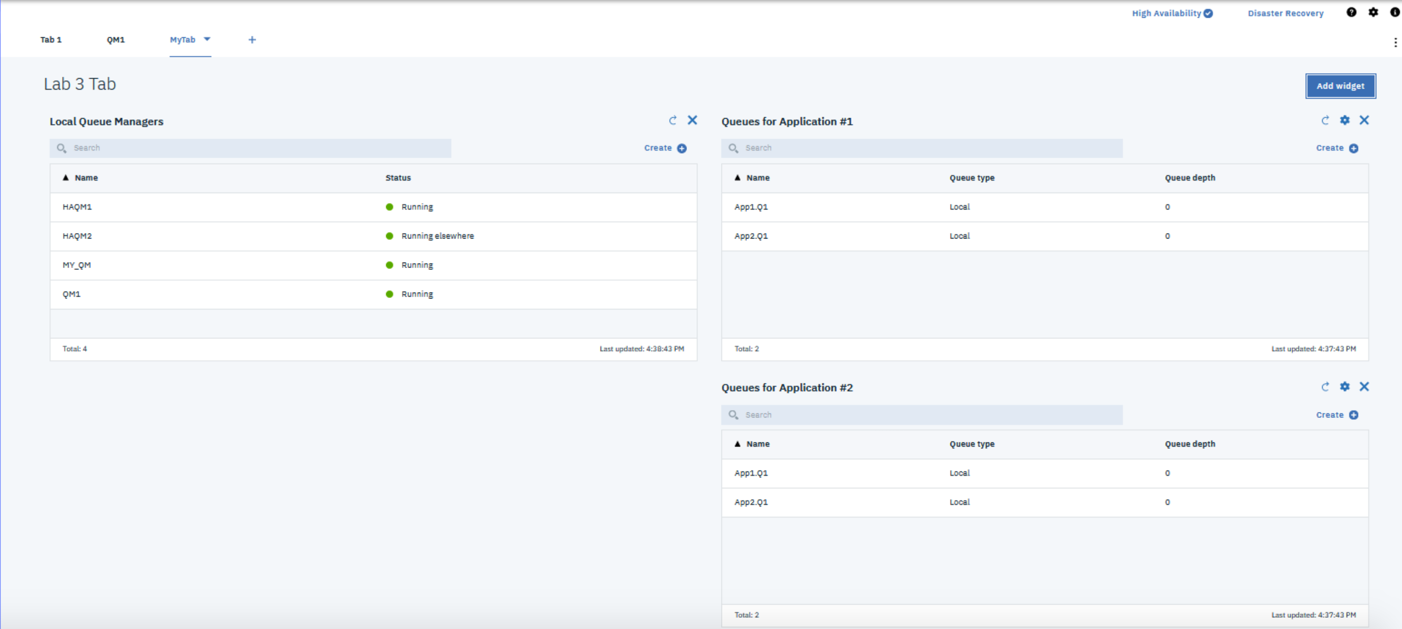 High Availability Disaster Recovery
Tab 1 QM1 MyTab +
Lab 3 Tab
Add widget
Local Queue Managers
Search
Create
Name Status
HAQM1 Running
HAQM2 Running elsewhere
MY_QM Running
QM1 Running
Total: 4 Last updated: 4:38:43 PM
Queues for Application #1
Search
Create
Name Queue type Queue depth
App1.Q1 Local 0
App2.Q1 Local 0
Total: 2 Last updated: 4:37:43 PM
Queues for Application #2
Search
Create
Name Queue type Queue depth
App1.Q1 Local 0
App2.Q1 Local 0
Total: 2 Last updated: 4:37:43 PM